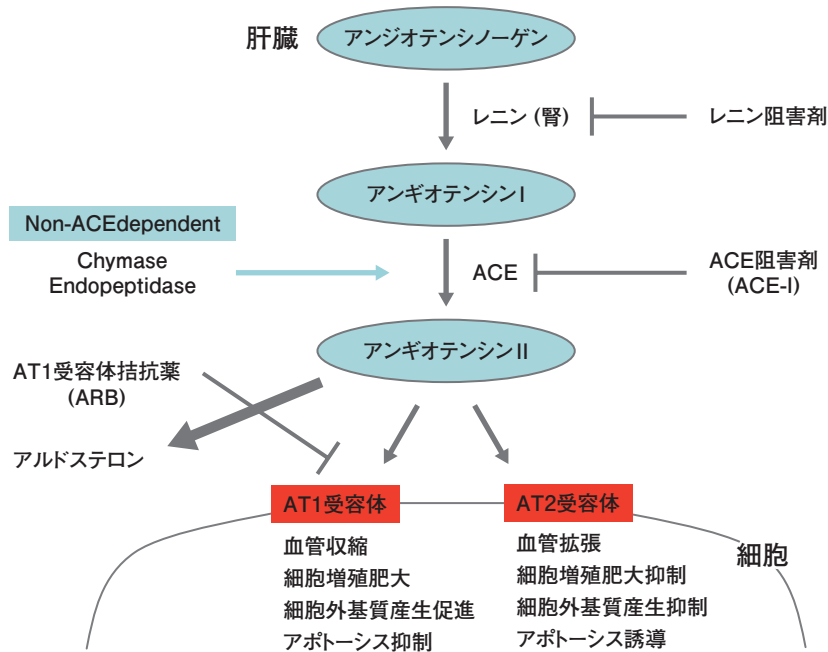 肝臓
アンジオテンシノーゲン
レニン (腎)
レニン阻害剤
アンギオテンシンI
Non-ACEdependent
Chymase
Endopeptidase
ACE
ACE阻害剤
(ACE-I)
アンギオテンシンII
AT1受容体拮抗薬
(ARB)
アルドステロン
AT1受容体
血管収縮
細胞増殖肥大
細胞外基質産生促進
アポトーシス抑制
AT2受容体
血管拡張
細胞増殖肥大抑制
細胞外基質産生抑制
アポトーシス誘導
細胞